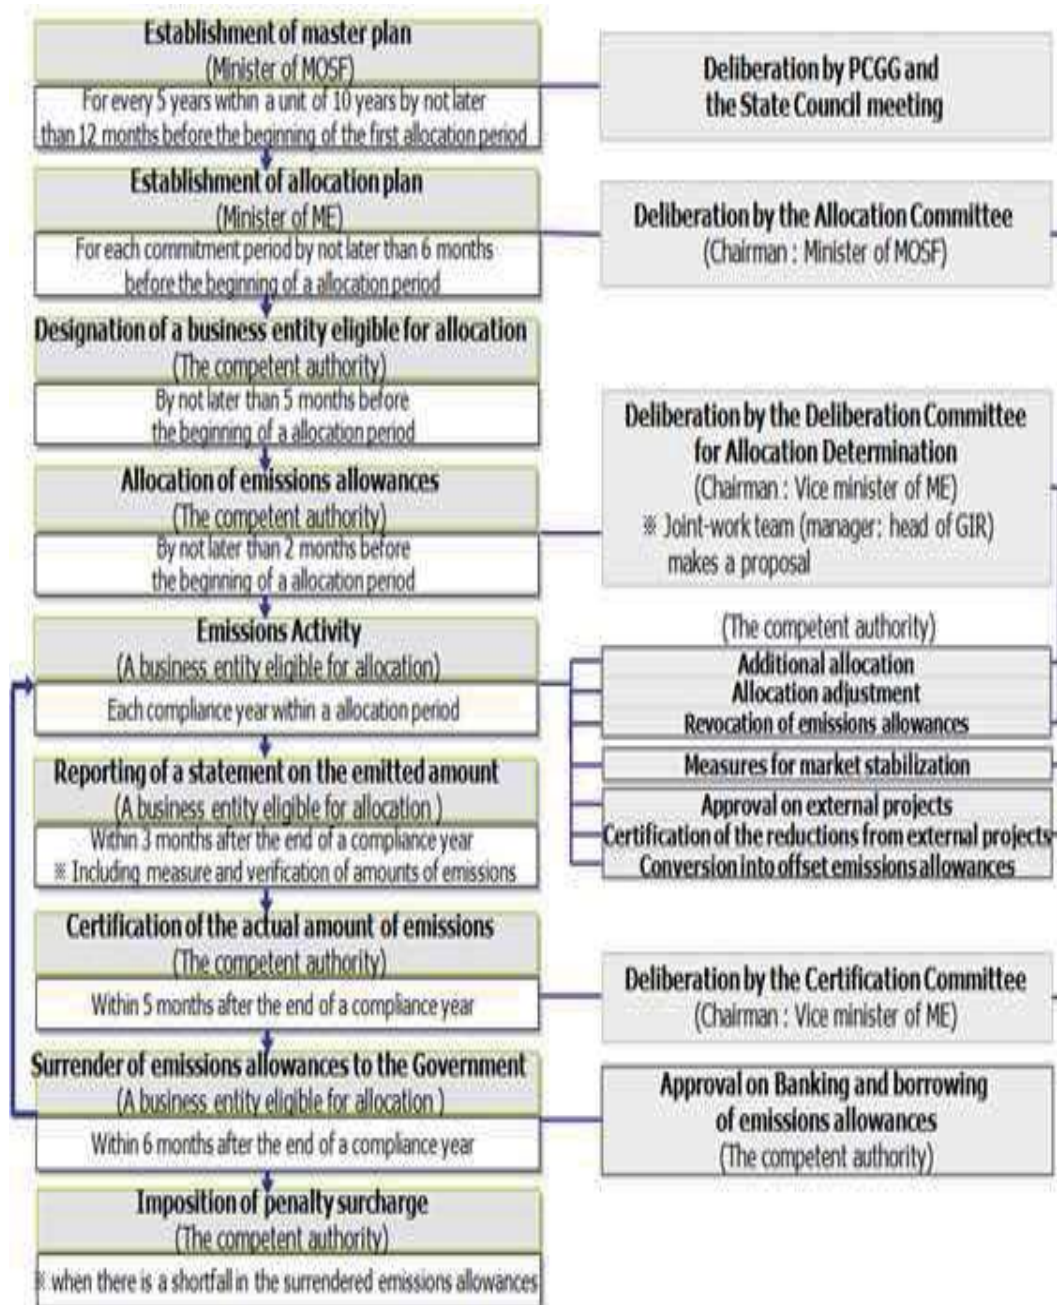 Establishment of master plan
(Minister of MOSF)
For every 5 years within a unit of 10 years by not later
than 12 months before the beginning of the first allocation period
Deliberation by PCGG and
the State Council meeting
Establishment of allocation plan
(Minister of ME)
For each commitment period by not later than 6 months
before the beginning of a allocation period
Deliberation by the Allocation Committee
(Chairman : Minister of MOSF)
Designation of a business entity eligible for allocation
(The competent authority)
By not later than 5 months before
the beginning of a allocation period
Allocation of emissions allowances
(The competent authority)
By not later than 2 months before
the beginning of a allocation period
Deliberation by the Deliberation Committee
for Allocation Determination
(Chairman : Vice minister of ME)
※ Joint-work team (manager: head of GIR)
makes a proposal
Emissions Activity
(A business entity eligible for allocation)
Each compliance year within a allocation period
(The competent authority)
Additional allocation
Allocation adjustment
Revocation of emissions allowances
Measures for market stabilization
Approval on external projects
Certification of the reductions from external projects
Conversion into offset emissions allowances
Reporting of a statement on the emitted amount
(A business entity eligible for allocation )
Within 3 months after the end of a compliance year
※ Including measure and verification of amounts of emissions
Certification of the actual amount of emissions
(The competent authority)
Within 5 months after the end of a compliance year
Deliberation by the Certification Committee
(Chairman : Vice minister of ME)
Surrender of emissions allowances to the Government
(A business entity eligible for allocation )
Within 6 months after the end of a compliance year
Approval on Banking and borrowing
of emissions allowances
(The competent authority)
Imposition of penalty surcharge
(The competent authority)
※ when there is a shortfall in the surrendered emissions allowances